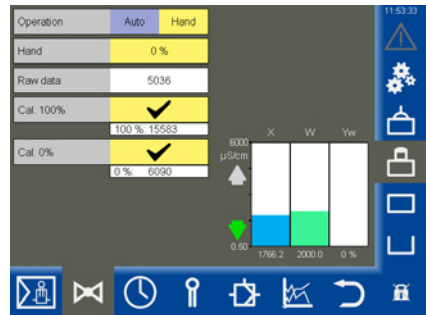 11:53:33
Operation Auto Hand
Hand 0 %
Raw data 5036
Cal. 100%
100 %: 15583
Cal. 0%
0 %: 6090
X W Yw
6000
µS/cm
0.50
1766.2 2000.0 0 %